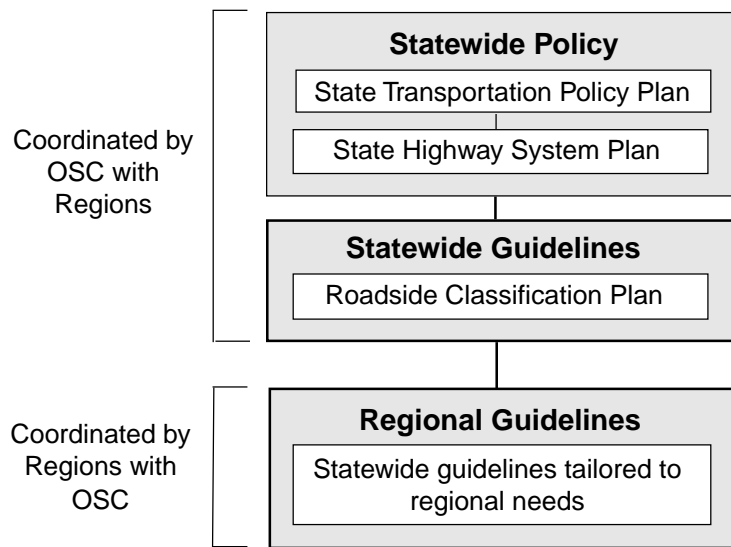 Coordinated by
OSC with
Regions
Statewide Policy
State Transportation Policy Plan
State Highway System Plan
Statewide Guidelines
Roadside Classification Plan
Coordinated by
Regions with
OSC
Regional Guidelines
Statewide guidelines tailored to
regional needs